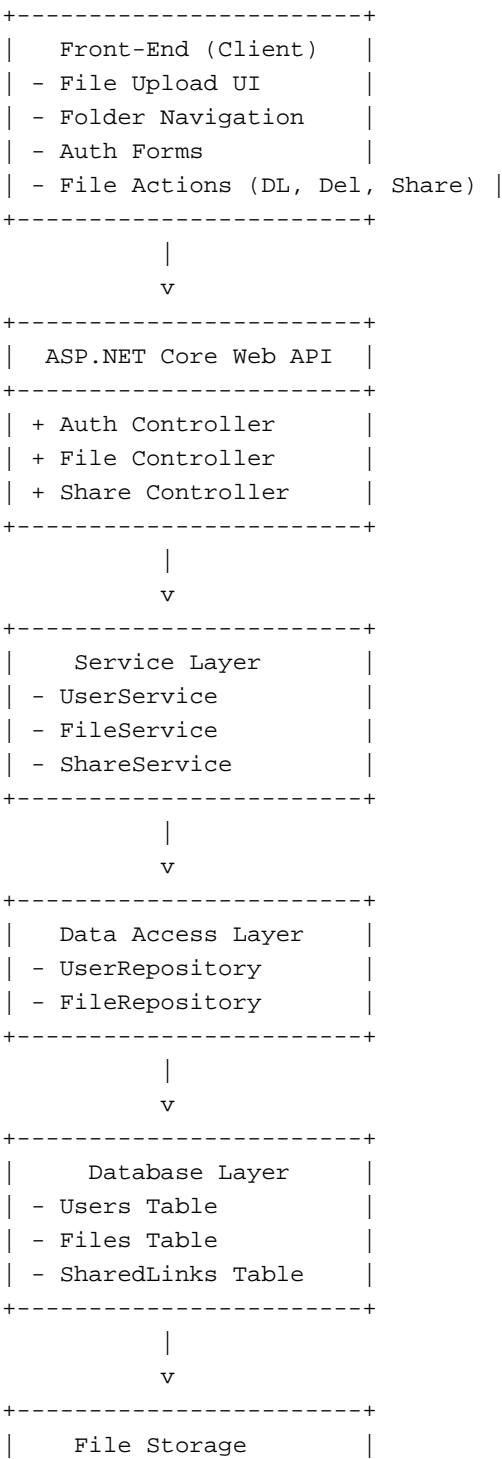 +-----------------------+
|   Front-End (Client)   |
| - File Upload UI       |
| - Folder Navigation    |
| - Auth Forms           |
| - File Actions (DL, Del, Share) |
+-----------------------+
          |
          v
+-----------------------+
|  ASP.NET Core Web API  |
+-----------------------+
| + Auth Controller      |
| + File Controller      |
| + Share Controller     |
+-----------------------+
          |
          v
+-----------------------+
|    Service Layer       |
| - UserService          |
| - FileService          |
| - ShareService         |
+-----------------------+
          |
          v
+-----------------------+
|   Data Access Layer    |
| - UserRepository       |
| - FileRepository       |
+-----------------------+
          |
          v
+-----------------------+
|     Database Layer     |
| - Users Table          |
| - Files Table          |
| - SharedLinks Table    |
+-----------------------+
          |
          v
+-----------------------+
|    File Storage        |